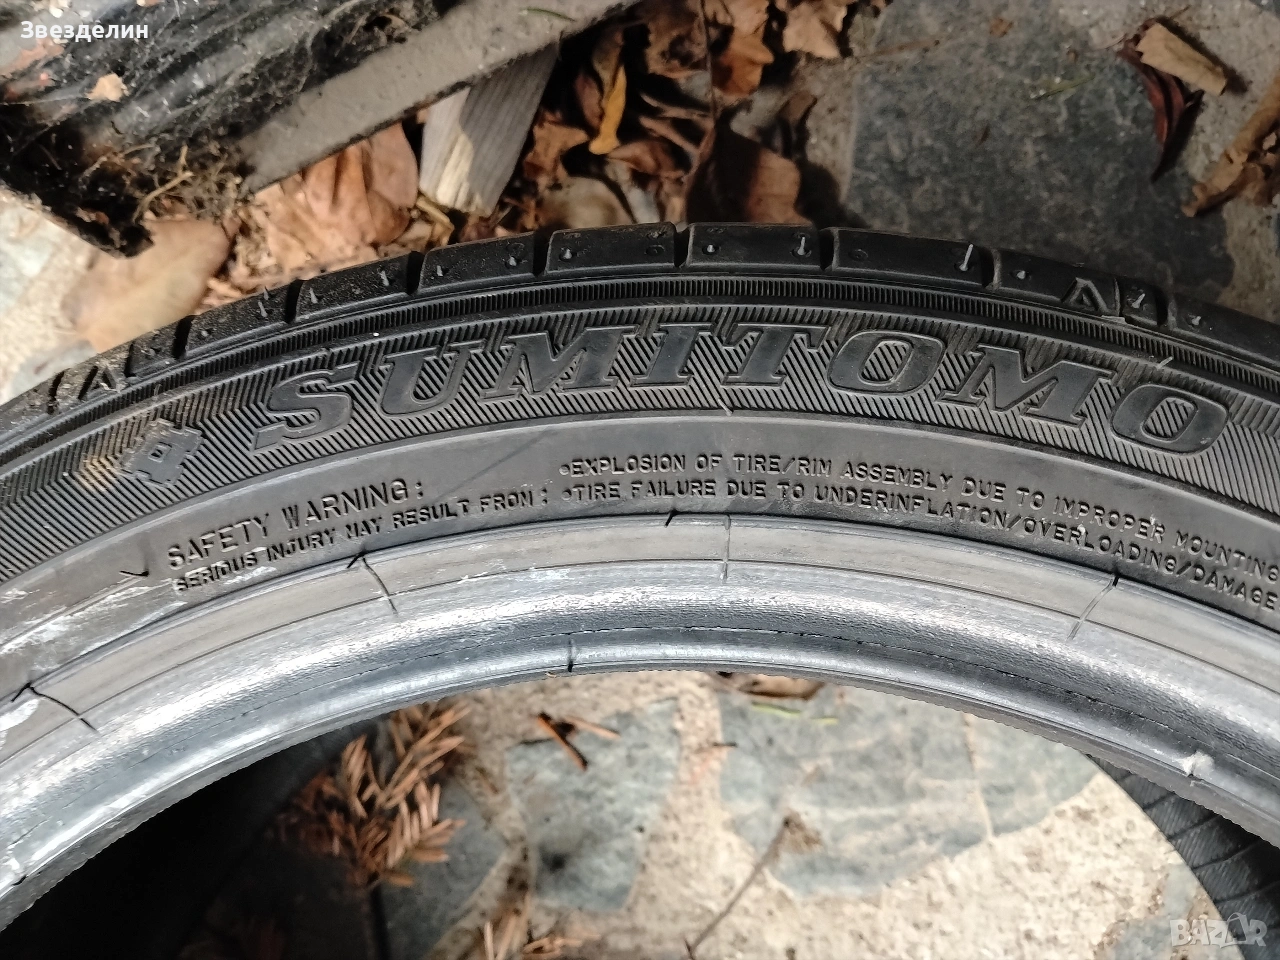 Звезделин
SUMITOMO
SAFETY WARNING:
SERIOUS INJURY MAY RESULT FROM:
•EXPLOSION OF TIRE/RIM ASSEMBLY DUE TO IMPROPER MOUNTING
•TIRE FAILURE DUE TO UNDERINFLATION/OVERLOADING/DAMAGE
BAZAR